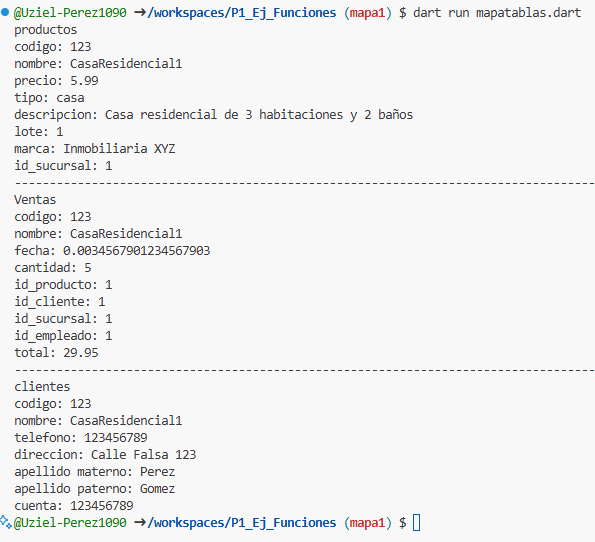 @Uziel-Perez1090 ➜/workspaces/P1_Ej_Funciones (mapa1) $ dart run mapatablas.dart
productos
codigo: 123
nombre: CasaResidencial1
precio: 5.99
tipo: casa
descripcion: Casa residencial de 3 habitaciones y 2 baños
lote: 1
marca: Inmobiliaria XYZ
id_sucursal: 1
-----------------------------------------------------------------------------------
Ventas
codigo: 123
nombre: CasaResidencial1
fecha: 0.0034567901234567903
cantidad: 5
id_producto: 1
id_cliente: 1
id_sucursal: 1
id_empleado: 1
total: 29.95
-----------------------------------------------------------------------------------
clientes
codigo: 123
nombre: CasaResidencial1
telefono: 123456789
direccion: Calle Falsa 123
apellido materno: Perez
apellido paterno: Gomez
cuenta: 123456789
@Uziel-Perez1090 ➜/workspaces/P1_Ej_Funciones (mapa1) $